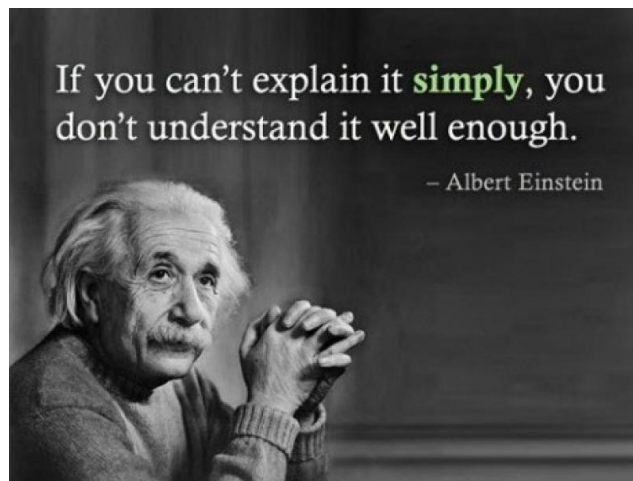 If you can’t explain it simply, you
don’t understand it well enough.
– Albert Einstein